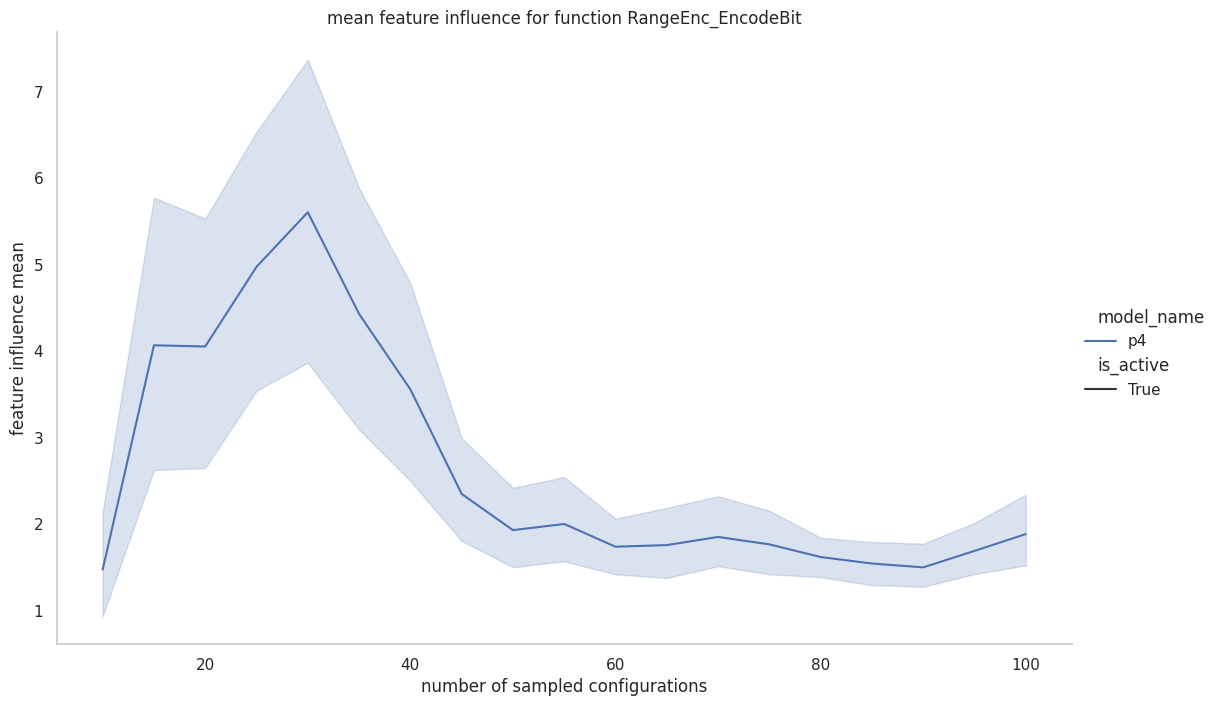 mean feature influence for function RangeEnc_EncodeBit
feature influence mean
7
6
5
4
3
2
1
20
40
60
80
100
number of sampled configurations
model_name
p4
is_active
True